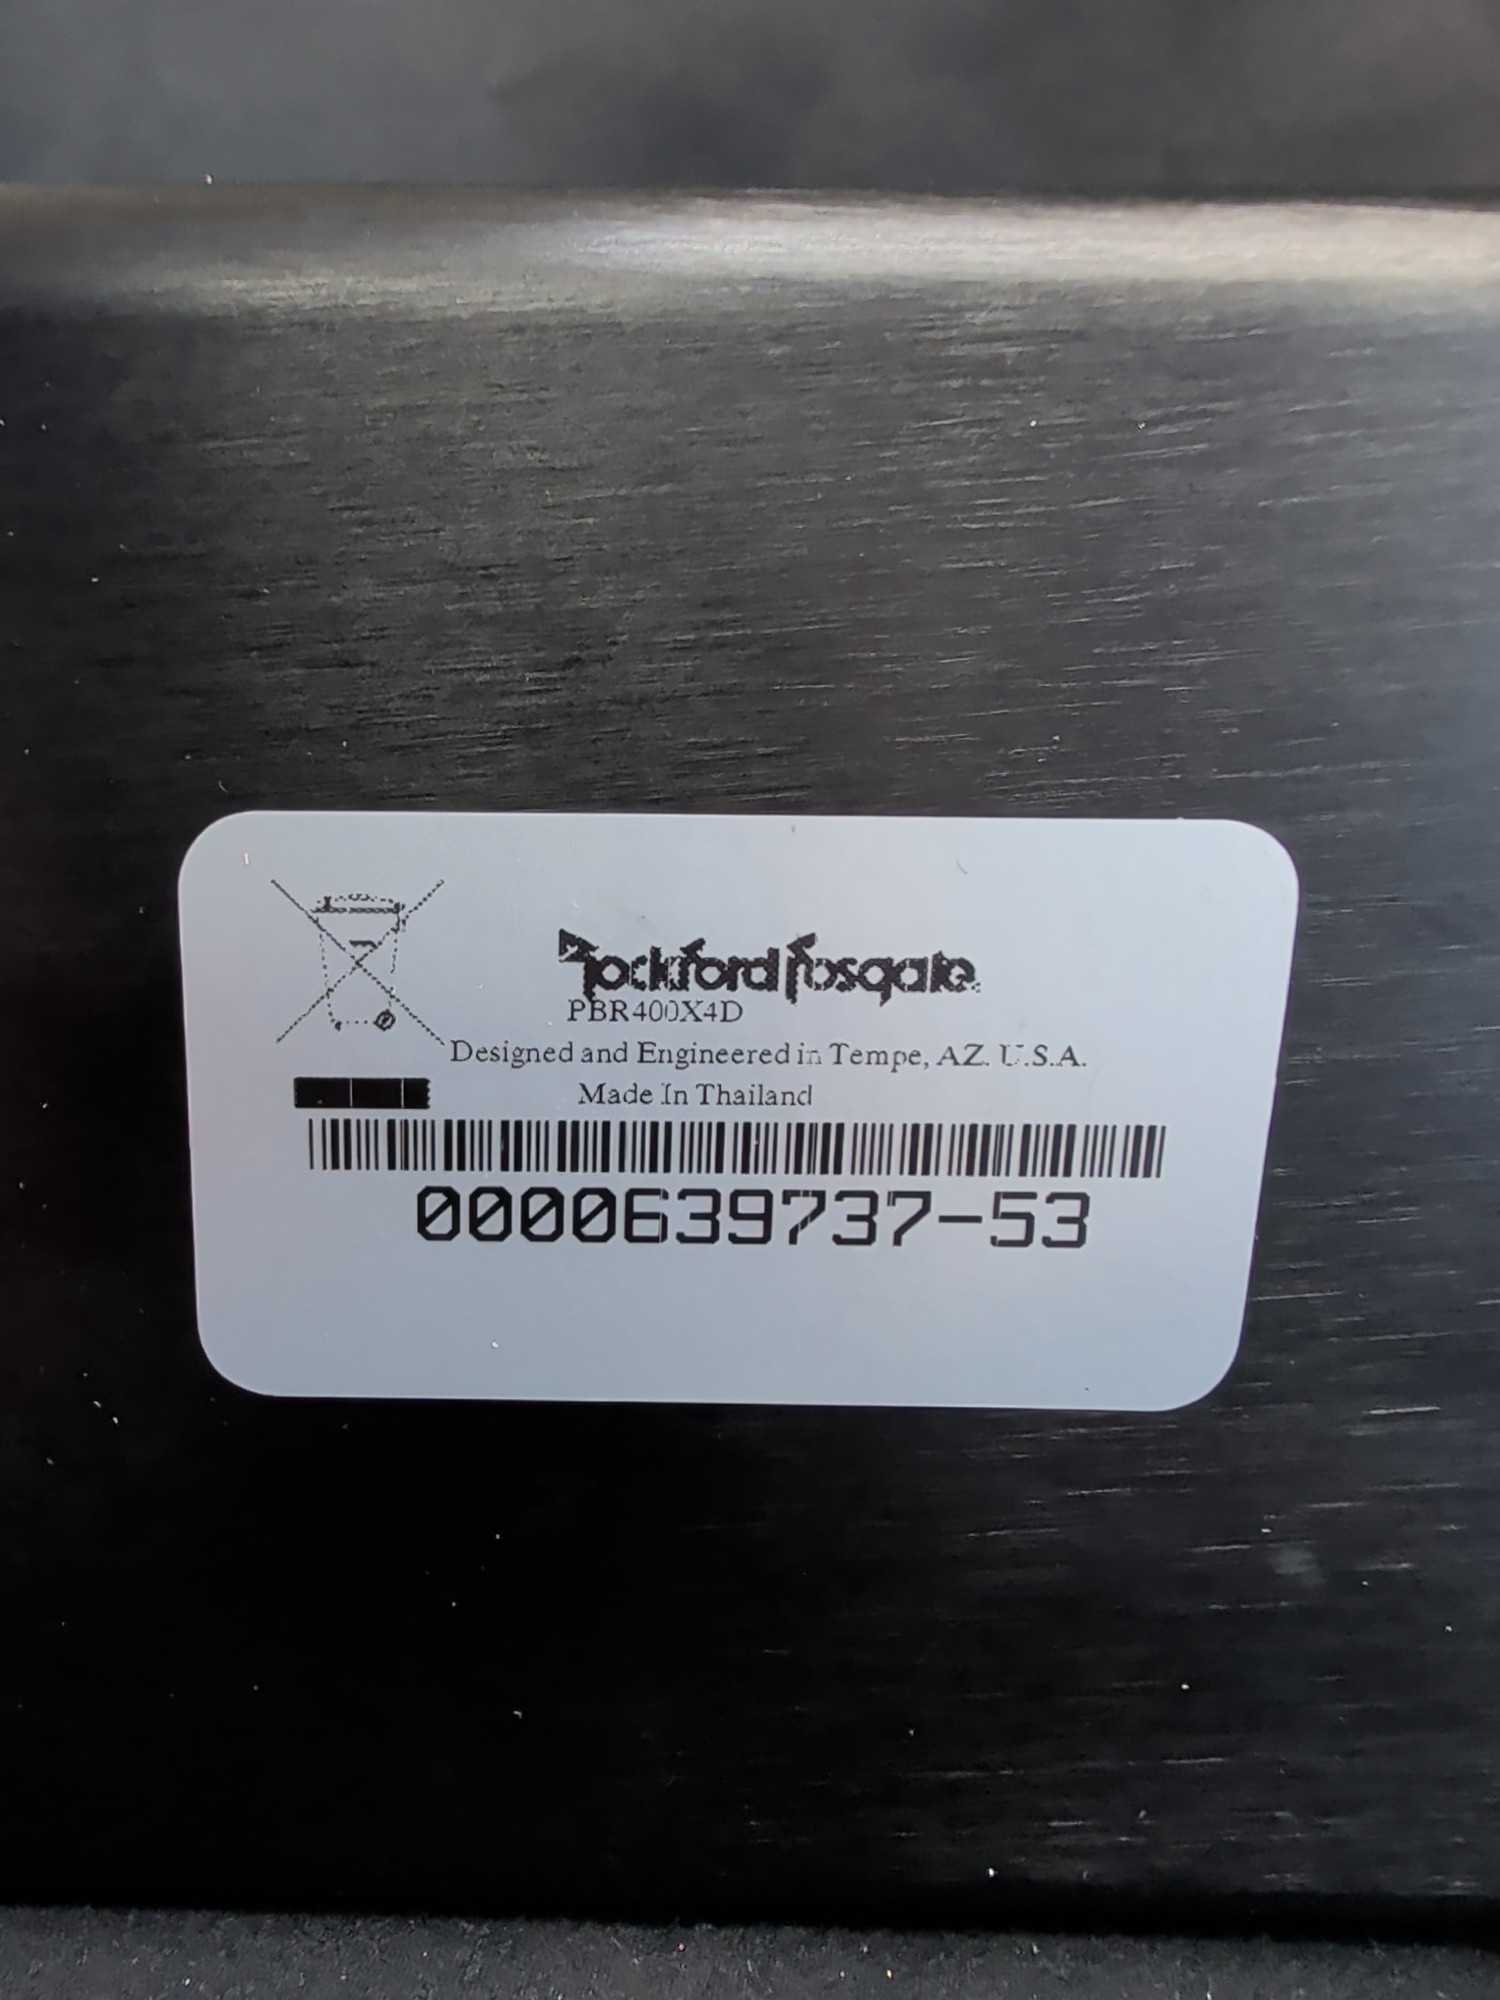 Rockford Fosgate
PBR400X4D
Designed and Engineered in Tempe, AZ. U.S.A.
Made In Thailand
0000639737-53